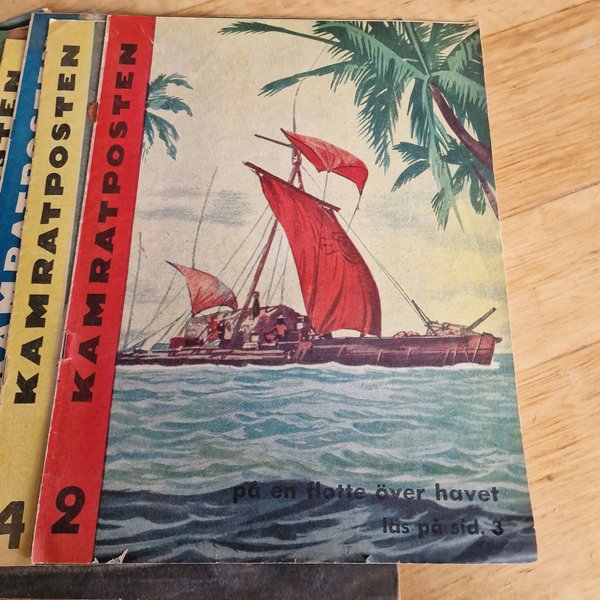 KAMRATPOSTEN
2
på en flotte över havet
läs på sid. 3
KAMRATPOSTEN
4